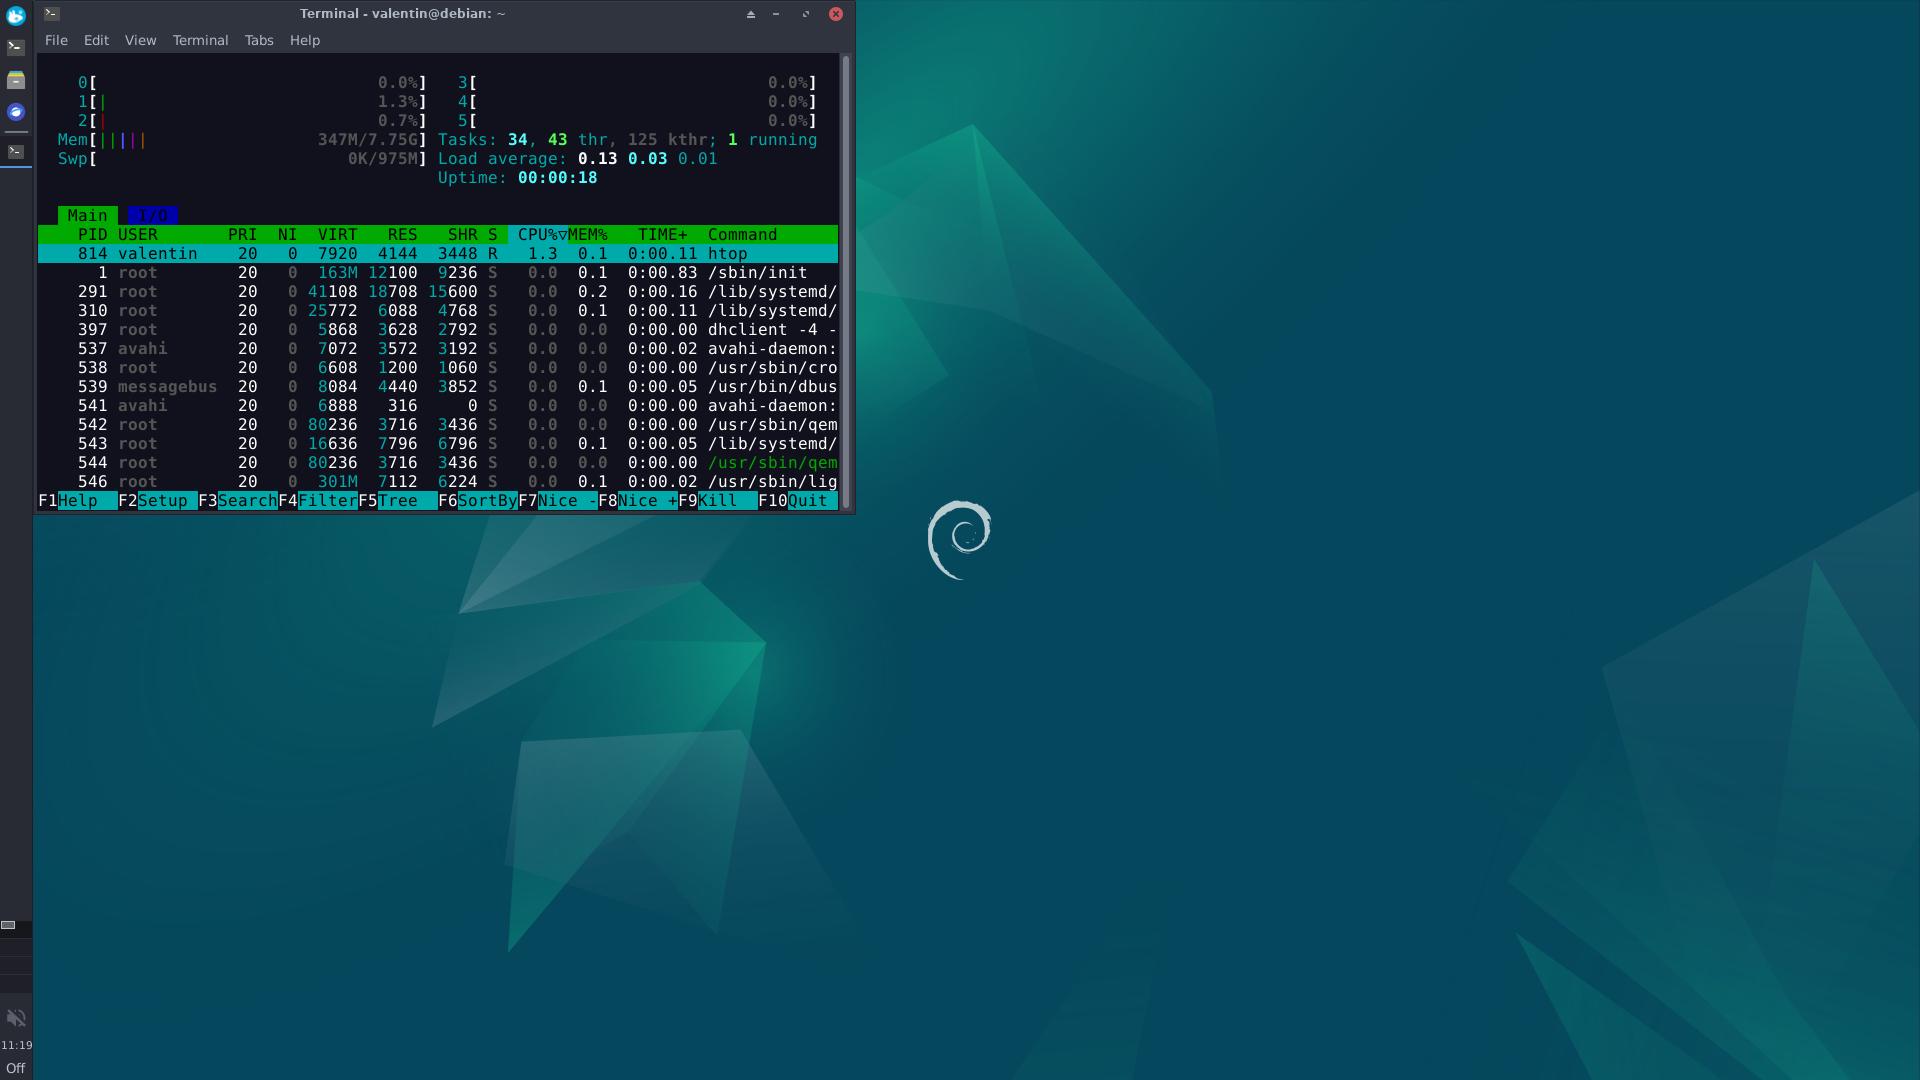 Terminal - valentin@debian: ~
File Edit View Terminal Tabs Help
0[ 0.0%] 3[ 0.0%]
1[| 1.3%] 4[ 0.0%]
2[| 0.7%] 5[ 0.0%]
Mem[||||| 347M/7.75G] Tasks: 34, 43 thr, 125 kthr; 1 running
Swp[ 0K/975M] Load average: 0.13 0.03 0.01
Uptime: 00:00:18
Main I/O
PID USER PRI NI VIRT RES SHR S CPU%▽MEM% TIME+ Command
814 valentin 20 0 7920 4144 3448 R 1.3 0.1 0:00.11 htop
1 root 20 0 163M 12100 9236 S 0.0 0.1 0:00.83 /sbin/init
291 root 20 0 41108 18708 15600 S 0.0 0.2 0:00.16 /lib/systemd/
310 root 20 0 25772 6088 4768 S 0.0 0.1 0:00.11 /lib/systemd/
397 root 20 0 5868 3628 2792 S 0.0 0.0 0:00.00 dhclient -4 -
537 avahi 20 0 7072 3572 3192 S 0.0 0.0 0:00.02 avahi-daemon:
538 root 20 0 6608 1200 1060 S 0.0 0.0 0:00.00 /usr/sbin/cro
539 messagebus 20 0 8084 4440 3852 S 0.0 0.1 0:00.05 /usr/bin/dbus
541 avahi 20 0 6888 316 0 S 0.0 0.0 0:00.00 avahi-daemon:
542 root 20 0 80236 3716 3436 S 0.0 0.0 0:00.00 /usr/sbin/qem
543 root 20 0 16636 7796 6796 S 0.0 0.1 0:00.05 /lib/systemd/
544 root 20 0 80236 3716 3436 S 0.0 0.0 0:00.00 /usr/sbin/qem
546 root 20 0 301M 7112 6224 S 0.0 0.1 0:00.02 /usr/sbin/lig
F1Help F2Setup F3SearchF4FilterF5Tree F6SortByF7Nice -F8Nice +F9Kill F10Quit
11:19
Off